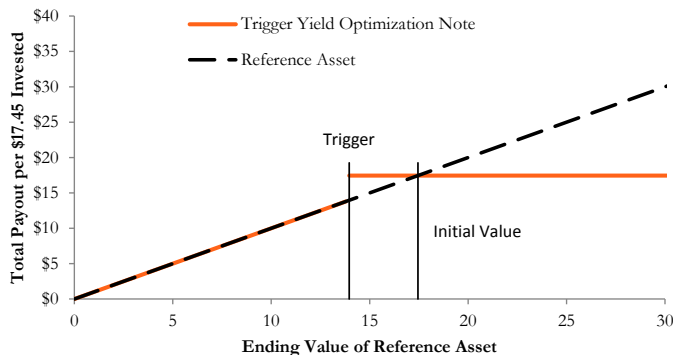 Total Payout per $17.45 Invested
$40
$35
$30
$25
$20
$15
$10
$5
$0
Trigger Yield Optimization Note
Reference Asset
Trigger
Initial Value
0 5 10 15 20 25 30
Ending Value of Reference Asset